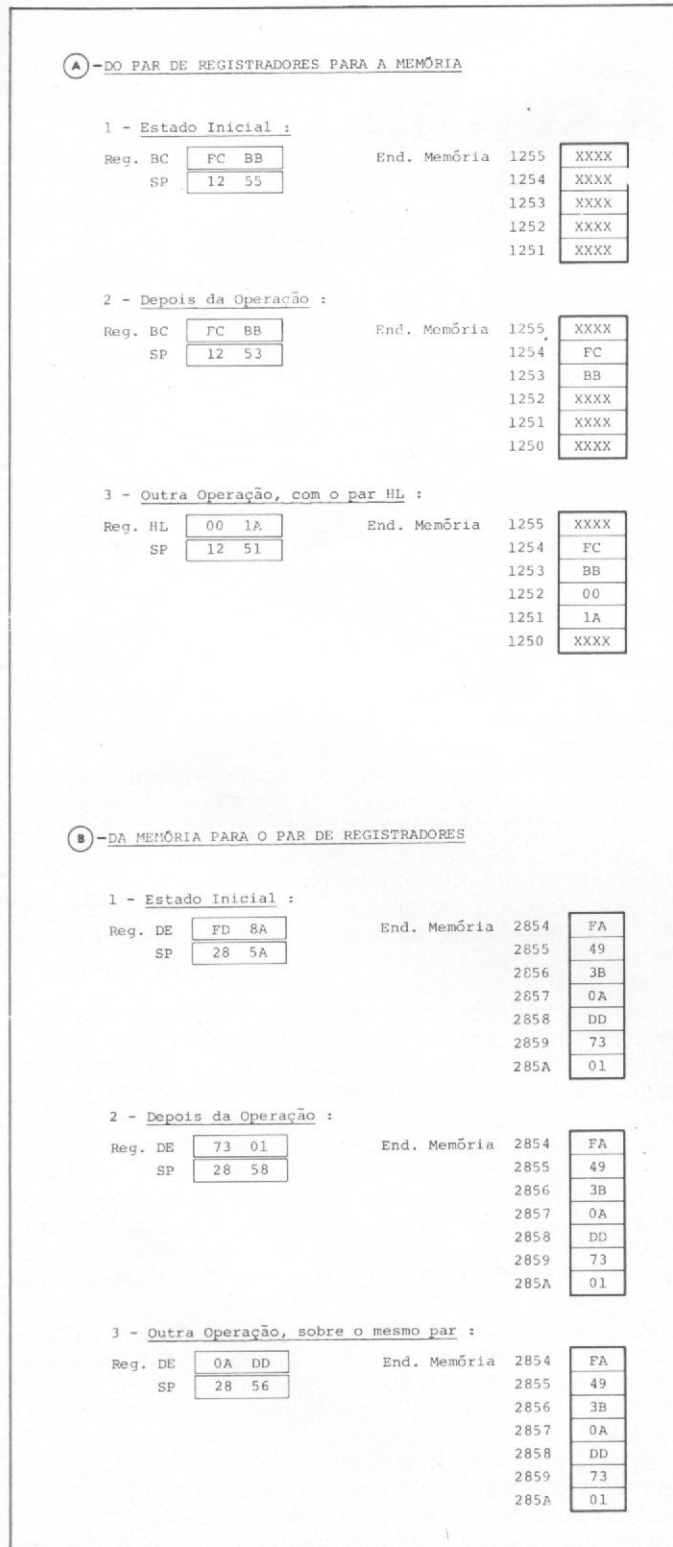 A - DO PAR DE REGISTRADORES PARA A MEMÓRIA
1 - Estado Inicial :
Reg. BC FC BB End. Memória 1255 XXXX
SP 12 55 1254 XXXX
1253 XXXX
1252 XXXX
1251 XXXX
2 - Depois da Operação :
Reg. BC FC BB End. Memória 1255 XXXX
SP 12 53 1254 FC
1253 BB
1252 XXXX
1251 XXXX
1250 XXXX
3 - Outra Operação, com o par HL :
Reg. HL 00 1A End. Memória 1255 XXXX
SP 12 51 1254 FC
1253 BB
1252 00
1251 1A
1250 XXXX
B - DA MEMÓRIA PARA O PAR DE REGISTRADORES
1 - Estado Inicial :
Reg. DE FD 8A End. Memória 2854 FA
SP 28 5A 2855 49
2856 3B
2857 0A
2858 DD
2859 73
285A 01
2 - Depois da Operação :
Reg. DE 73 01 End. Memória 2854 FA
SP 28 58 2855 49
2856 3B
2857 0A
2858 DD
2859 73
285A 01
3 - Outra Operação, sobre o mesmo par :
Reg. DE 0A DD End. Memória 2854 FA
SP 28 56 2855 49
2856 3B
2857 0A
2858 DD
2859 73
285A 01